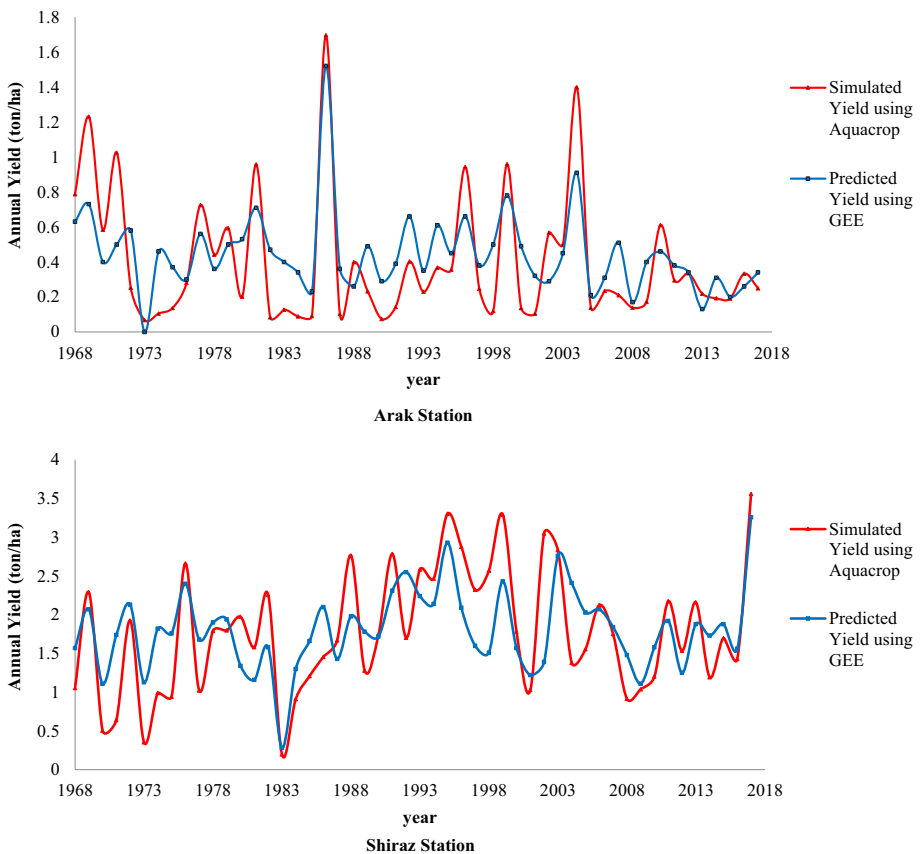 1.8
1.6
1.4
1.2
1
0.8
0.6
0.4
0.2
0
Annual Yield (ton/ha)
1968 1973 1978 1983 1988 1993 1998 2003 2008 2013 2018
year
Simulated
Yield using
Aquacrop
Predicted
Yield using
GEE
Arak Station
4
3.5
3
2.5
2
1.5
1
0.5
0
Annual Yield (ton/ha)
1968 1973 1978 1983 1988 1993 1998 2003 2008 2013 2018
year
Simulated
Yield using
Aquacrop
Predicted
Yield using
GEE
Shiraz Station